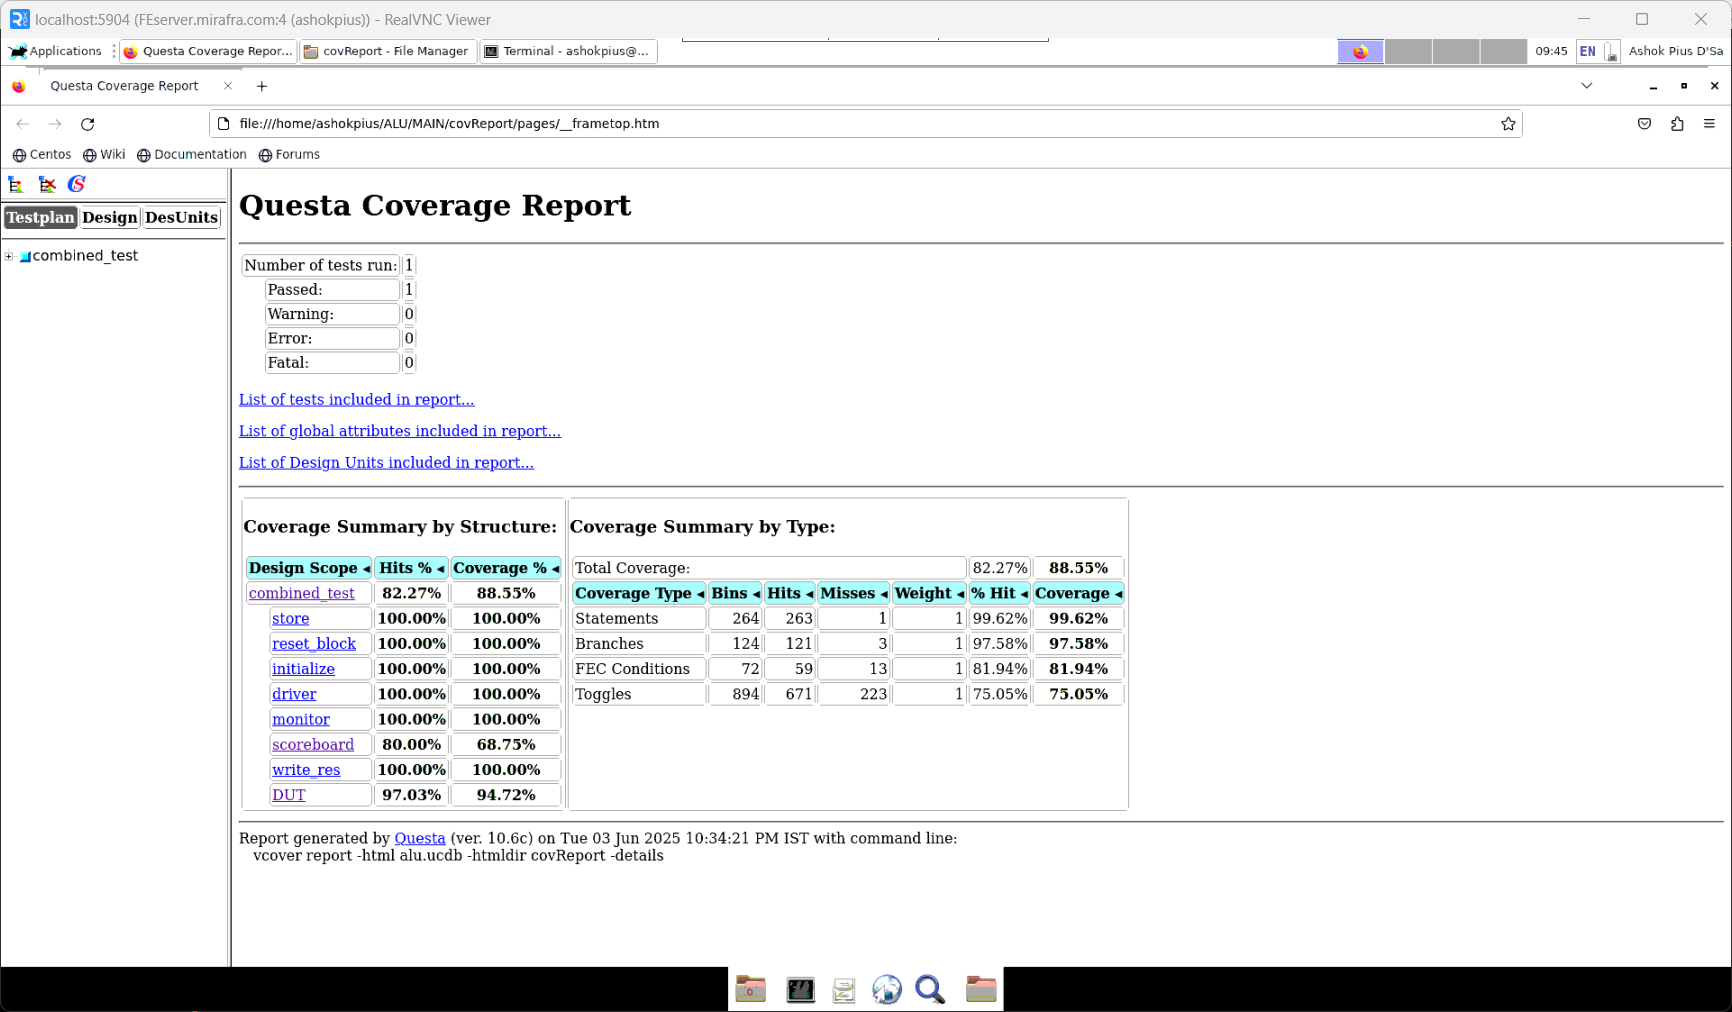 localhost:5904 (FEserver.mirafra.com:4 (ashokpius)) - RealVNC Viewer
Applications Questa Coverage Repor... covReport - File Manager Terminal - ashokpius@... 09:45 EN Ashok Pius D'Sa
Questa Coverage Report
file:///home/ashokpius/ALU/MAIN/covReport/pages/__frametop.htm
Centos Wiki Documentation Forums
Testplan Design DesUnits
combined_test
Questa Coverage Report
Number of tests run: 1
Passed: 1
Warning: 0
Error: 0
Fatal: 0
List of tests included in report...
List of global attributes included in report...
List of Design Units included in report...
Coverage Summary by Structure:
Design Scope Hits % Coverage %
combined_test 82.27% 88.55%
store 100.00% 100.00%
reset_block 100.00% 100.00%
initialize 100.00% 100.00%
driver 100.00% 100.00%
monitor 100.00% 100.00%
scoreboard 80.00% 68.75%
write_res 100.00% 100.00%
DUT 97.03% 94.72%
Coverage Summary by Type:
Total Coverage: 82.27% 88.55%
Coverage Type Bins Hits Misses Weight % Hit Coverage
Statements 264 263 1 1 99.62% 99.62%
Branches 124 121 3 1 97.58% 97.58%
FEC Conditions 72 59 13 1 81.94% 81.94%
Toggles 894 671 223 1 75.05% 75.05%
Report generated by Questa (ver. 10.6c) on Tue 03 Jun 2025 10:34:21 PM IST with command line:
vcover report -html alu.ucdb -htmldir covReport -details